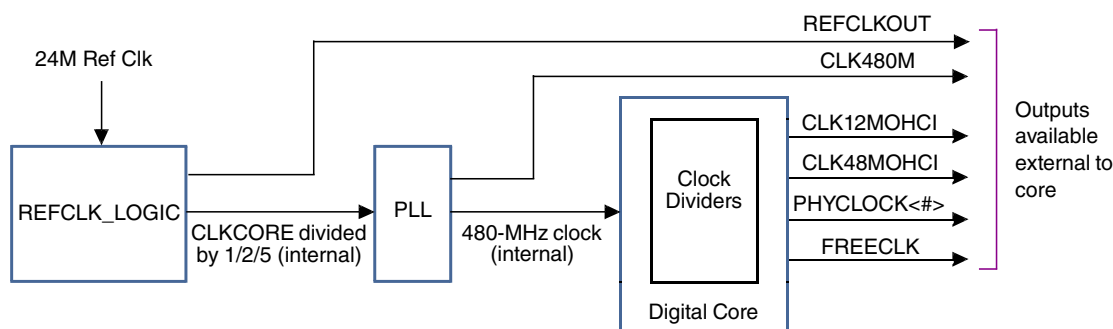 REFCLKOUT
24M Ref Clk
CLK480M
Outputs
available
external to
core
CLK12MOHCI
CLK48MOHCI
Clock
Dividers
PHYCLOCK<#>
REFCLK_LOGIC
PLL
CLKCORE divided
by 1/2/5 (internal)
480-MHz clock
(internal)
FREECLK
Digital Core